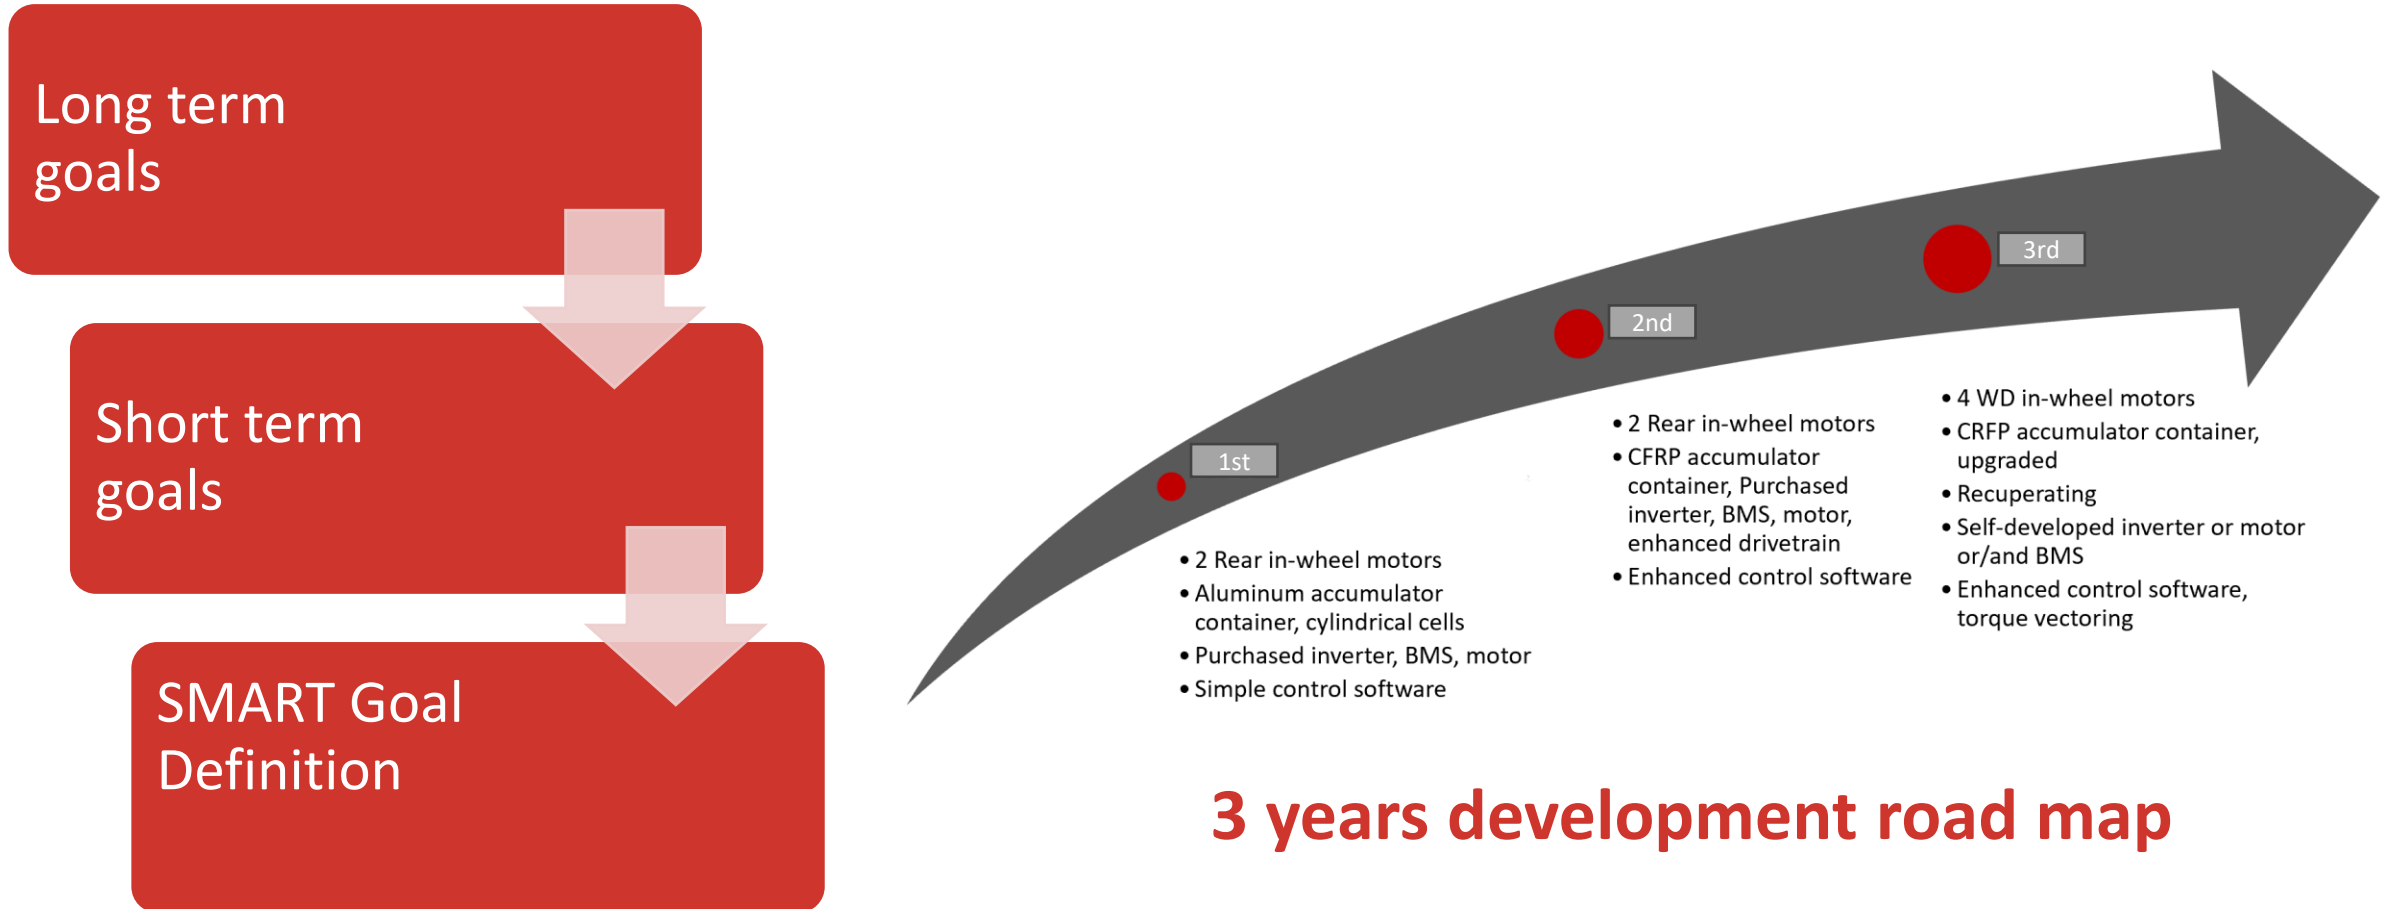 Long term
goals
Short term
goals
SMART Goal
Definition
1st
• 2 Rear in-wheel motors
• Aluminum accumulator
container, cylindrical cells
• Purchased inverter, BMS, motor
• Simple control software
2nd
• 2 Rear in-wheel motors
• CFRP accumulator
container, Purchased
inverter, BMS, motor,
enhanced drivetrain
• Enhanced control software
3rd
• 4 WD in-wheel motors
• CRFP accumulator container,
upgraded
• Recuperating
• Self-developed inverter or motor
or/and BMS
• Enhanced control software,
torque vectoring
3 years development road map